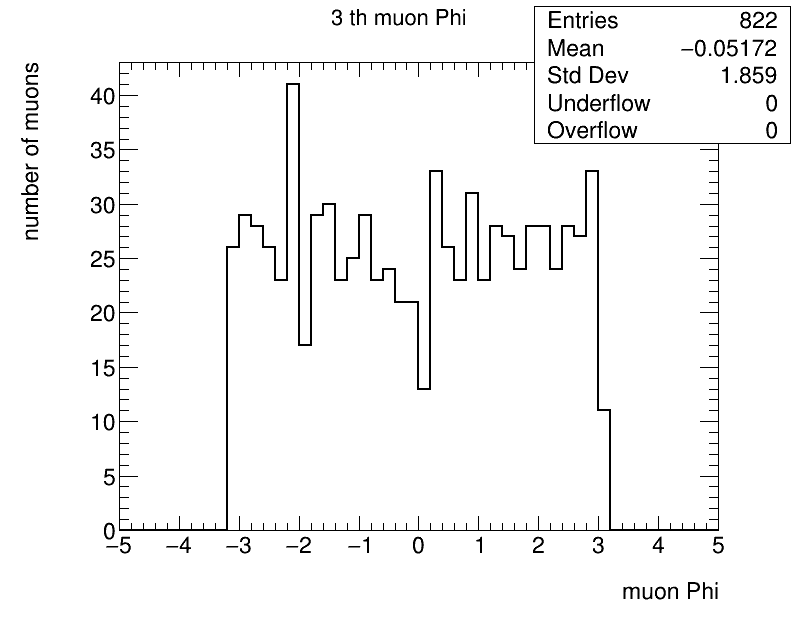 3 th muon Phi
Entries 822
Mean −0.05172
Std Dev 1.859
Underflow 0
Overflow 0
number of muons
40
35
30
25
20
15
10
5
0
−5 −4 −3 −2 −1 0 1 2 3 4 5
muon Phi